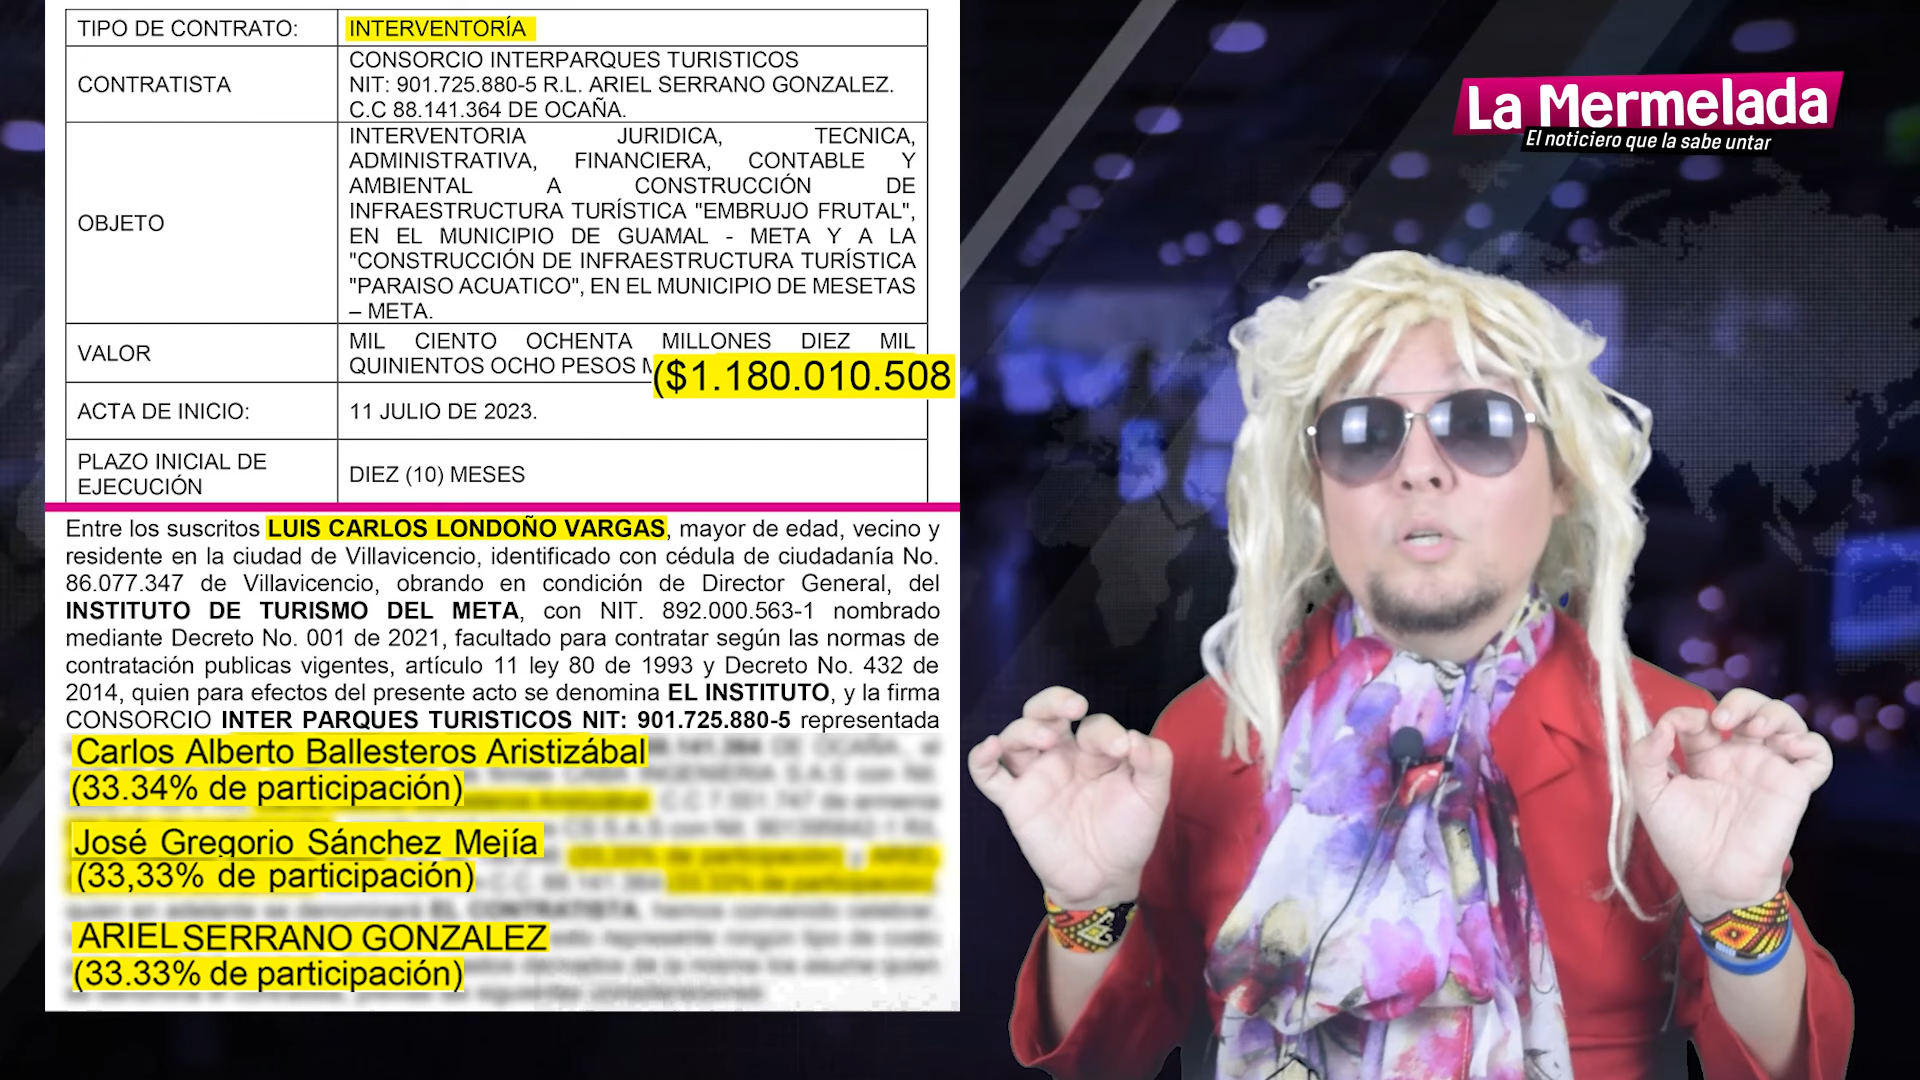 TIPO DE CONTRATO: INTERVENTORÍA
CONTRATISTA
CONSORCIO INTERPARQUES TURISTICOS
NIT: 901.725.880-5 R.L. ARIEL SERRANO GONZALEZ.
C.C 88.141.364 DE OCAÑA.
OBJETO
INTERVENTORIA JURIDICA, TECNICA,
ADMINISTRATIVA, FINANCIERA, CONTABLE Y
AMBIENTAL A CONSTRUCCIÓN DE
INFRAESTRUCTURA TURÍSTICA "EMBRUJO FRUTAL",
EN EL MUNICIPIO DE GUAMAL - META Y A LA
"CONSTRUCCIÓN DE INFRAESTRUCTURA TURÍSTICA
"PARAISO ACUATICO", EN EL MUNICIPIO DE MESETAS
– META.
VALOR
MIL CIENTO OCHENTA MILLONES DIEZ MIL
QUINIENTOS OCHO PESOS
($1.180.010.508
ACTA DE INICIO: 11 JULIO DE 2023.
PLAZO INICIAL DE
EJECUCIÓN
DIEZ (10) MESES
Entre los suscritos LUIS CARLOS LONDOÑO VARGAS, mayor de edad, vecino y
residente en la ciudad de Villavicencio, identificado con cédula de ciudadanía No.
86.077.347 de Villavicencio, obrando en condición de Director General, del
INSTITUTO DE TURISMO DEL META, con NIT. 892.000.563-1 nombrado
mediante Decreto No. 001 de 2021, facultado para contratar según las normas de
contratación publicas vigentes, artículo 11 ley 80 de 1993 y Decreto No. 432 de
2014, quien para efectos del presente acto se denomina EL INSTITUTO, y la firma
CONSORCIO INTER PARQUES TURISTICOS NIT: 901.725.880-5 representada
Carlos Alberto Ballesteros Aristizábal
(33.34% de participación)
José Gregorio Sánchez Mejía
(33,33% de participación)
ARIEL SERRANO GONZALEZ
(33.33% de participación)
La Mermelada
El noticiero que la sabe untar